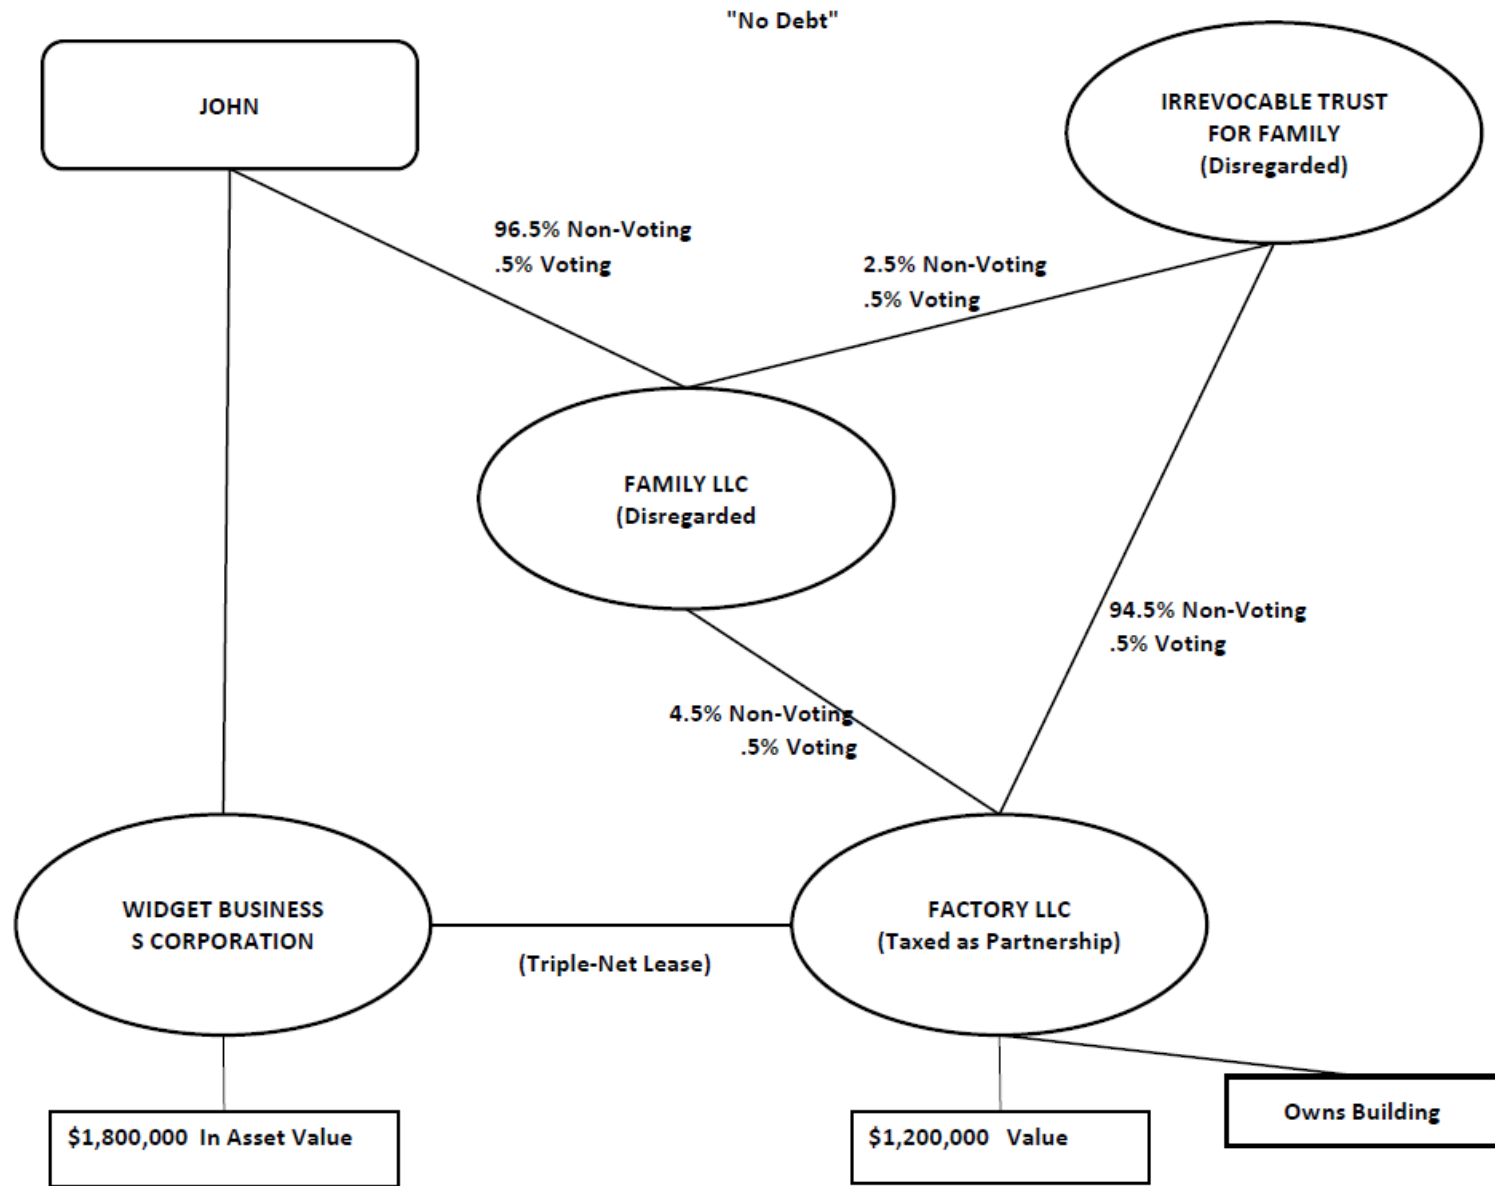 "No Debt"
JOHN
IRREVOCABLE TRUST
FOR FAMILY
(Disregarded)
96.5% Non-Voting
.5% Voting
2.5% Non-Voting
.5% Voting
FAMILY LLC
(Disregarded
94.5% Non-Voting
.5% Voting
4.5% Non-Voting
.5% Voting
WIDGET BUSINESS
S CORPORATION
(Triple-Net Lease)
FACTORY LLC
(Taxed as Partnership)
$1,800,000 In Asset Value
$1,200,000 Value
Owns Building